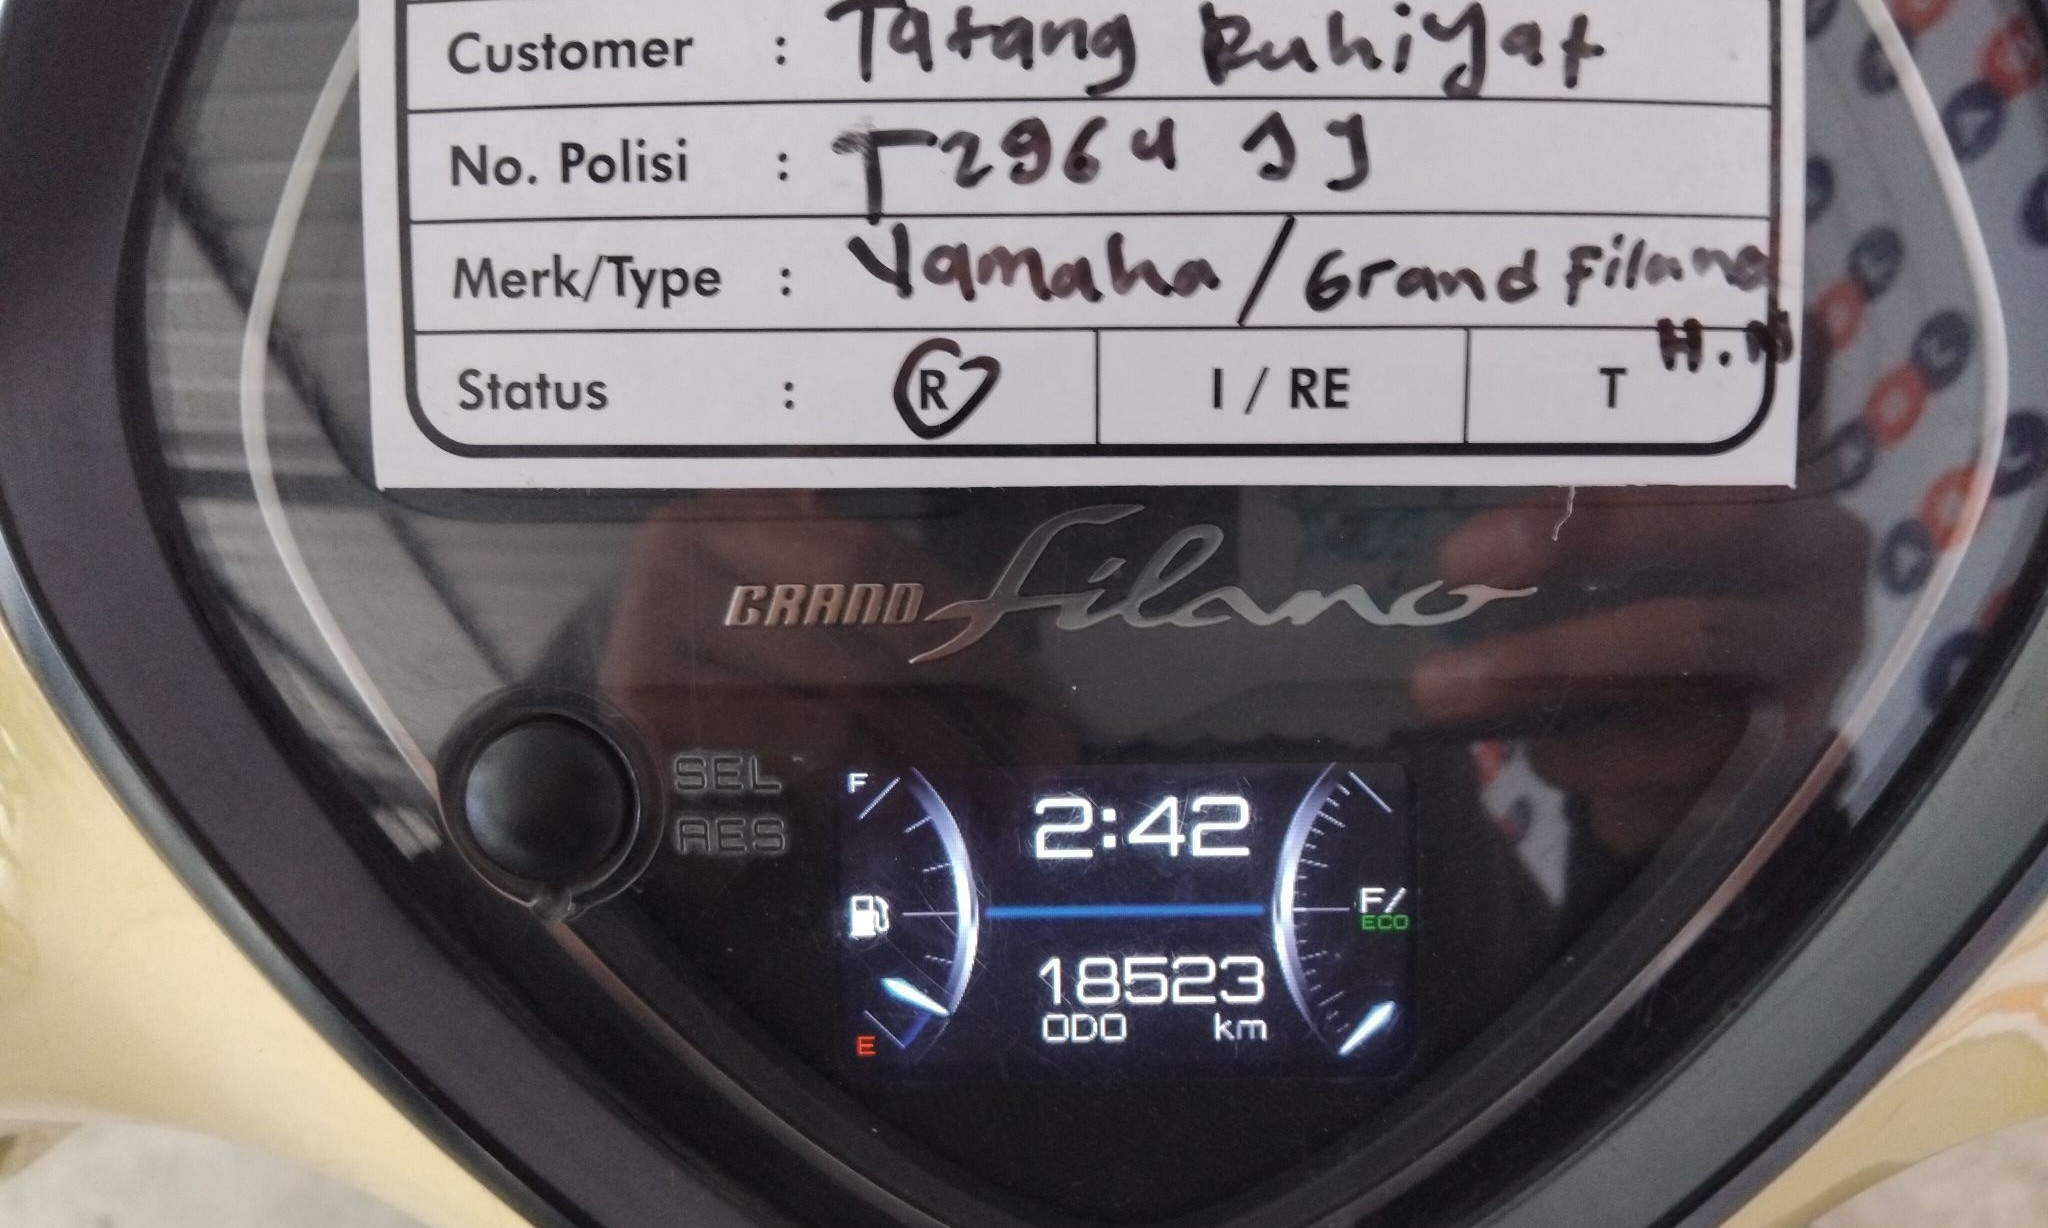 Customer : Tatang Ruhiyat
No. Polisi : T 2964 JJ
Merk/Type : Yamaha / Grand Filano
H.N
Status : R I / RE T
GRAND Filano
SEL
RES
F
2:42
F/
ECO
18523
ODO km
E